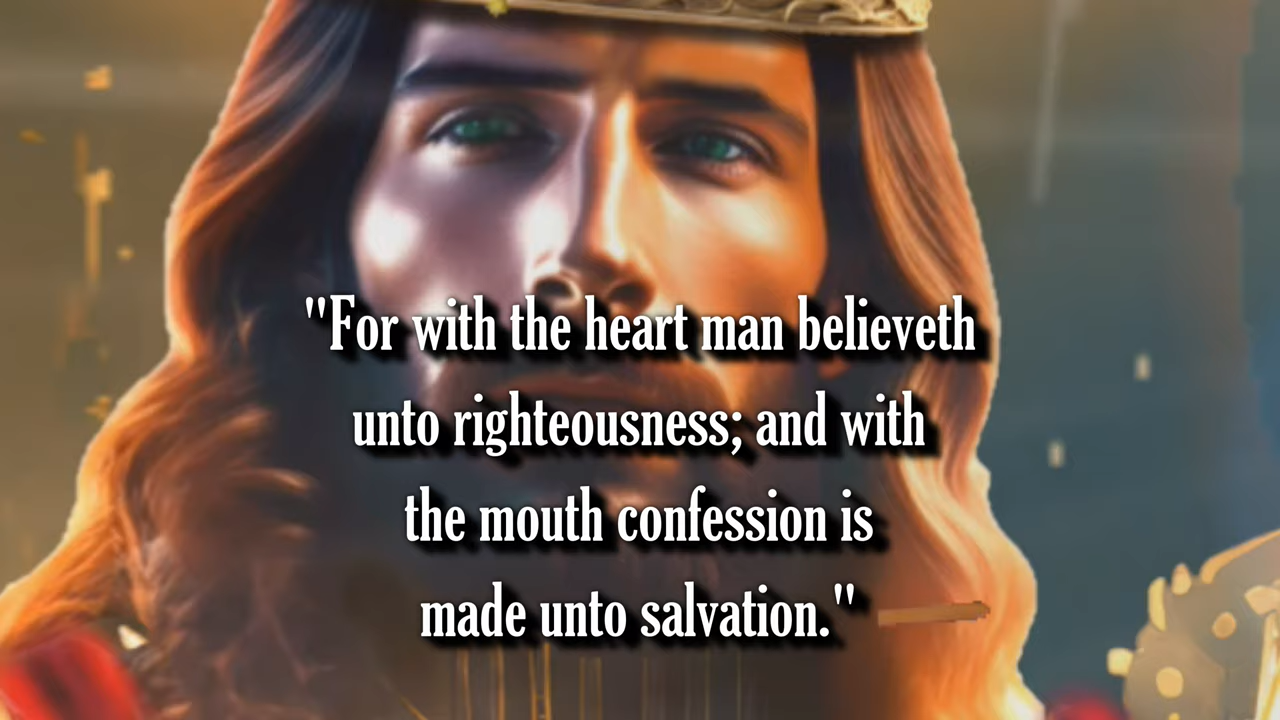 "For with the heart man believeth
unto righteousness; and with
the mouth confession is
made unto salvation."